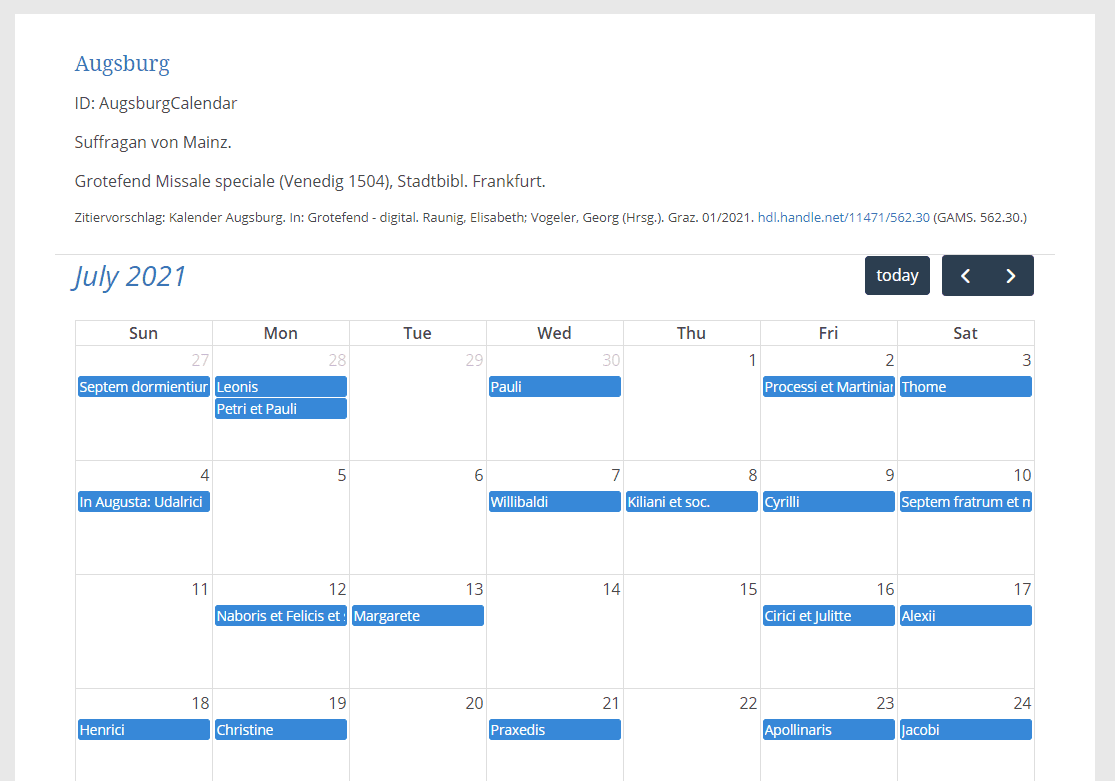 Augsburg
ID: AugsburgCalendar
Suffragan von Mainz.
Grotefend Missale speciale (Venedig 1504), Stadtbibl. Frankfurt.
Zitiervorschlag: Kalender Augsburg. In: Grotefend - digital. Raunig, Elisabeth; Vogeler, Georg (Hrsg.). Graz. 01/2021. hdl.handle.net/11471/562.30 (GAMS. 562.30.)
July 2021 today
Sun Mon Tue Wed Thu Fri Sat
27 28 29 30 1 2 3
Septem dormientiur Leonis Pauli Processi et Martinian Thome
Petri et Pauli
4 5 6 7 8 9 10
In Augusta: Udalrici Willibaldi Kiliani et soc. Cyrilli Septem fratrum et
11 12 13 14 15 16 17
Naboris et Felicis et Margarete Cirici et Julitte Alexii
18 19 20 21 22 23 24
Henrici Christine Praxedis Apollinaris Jacobi